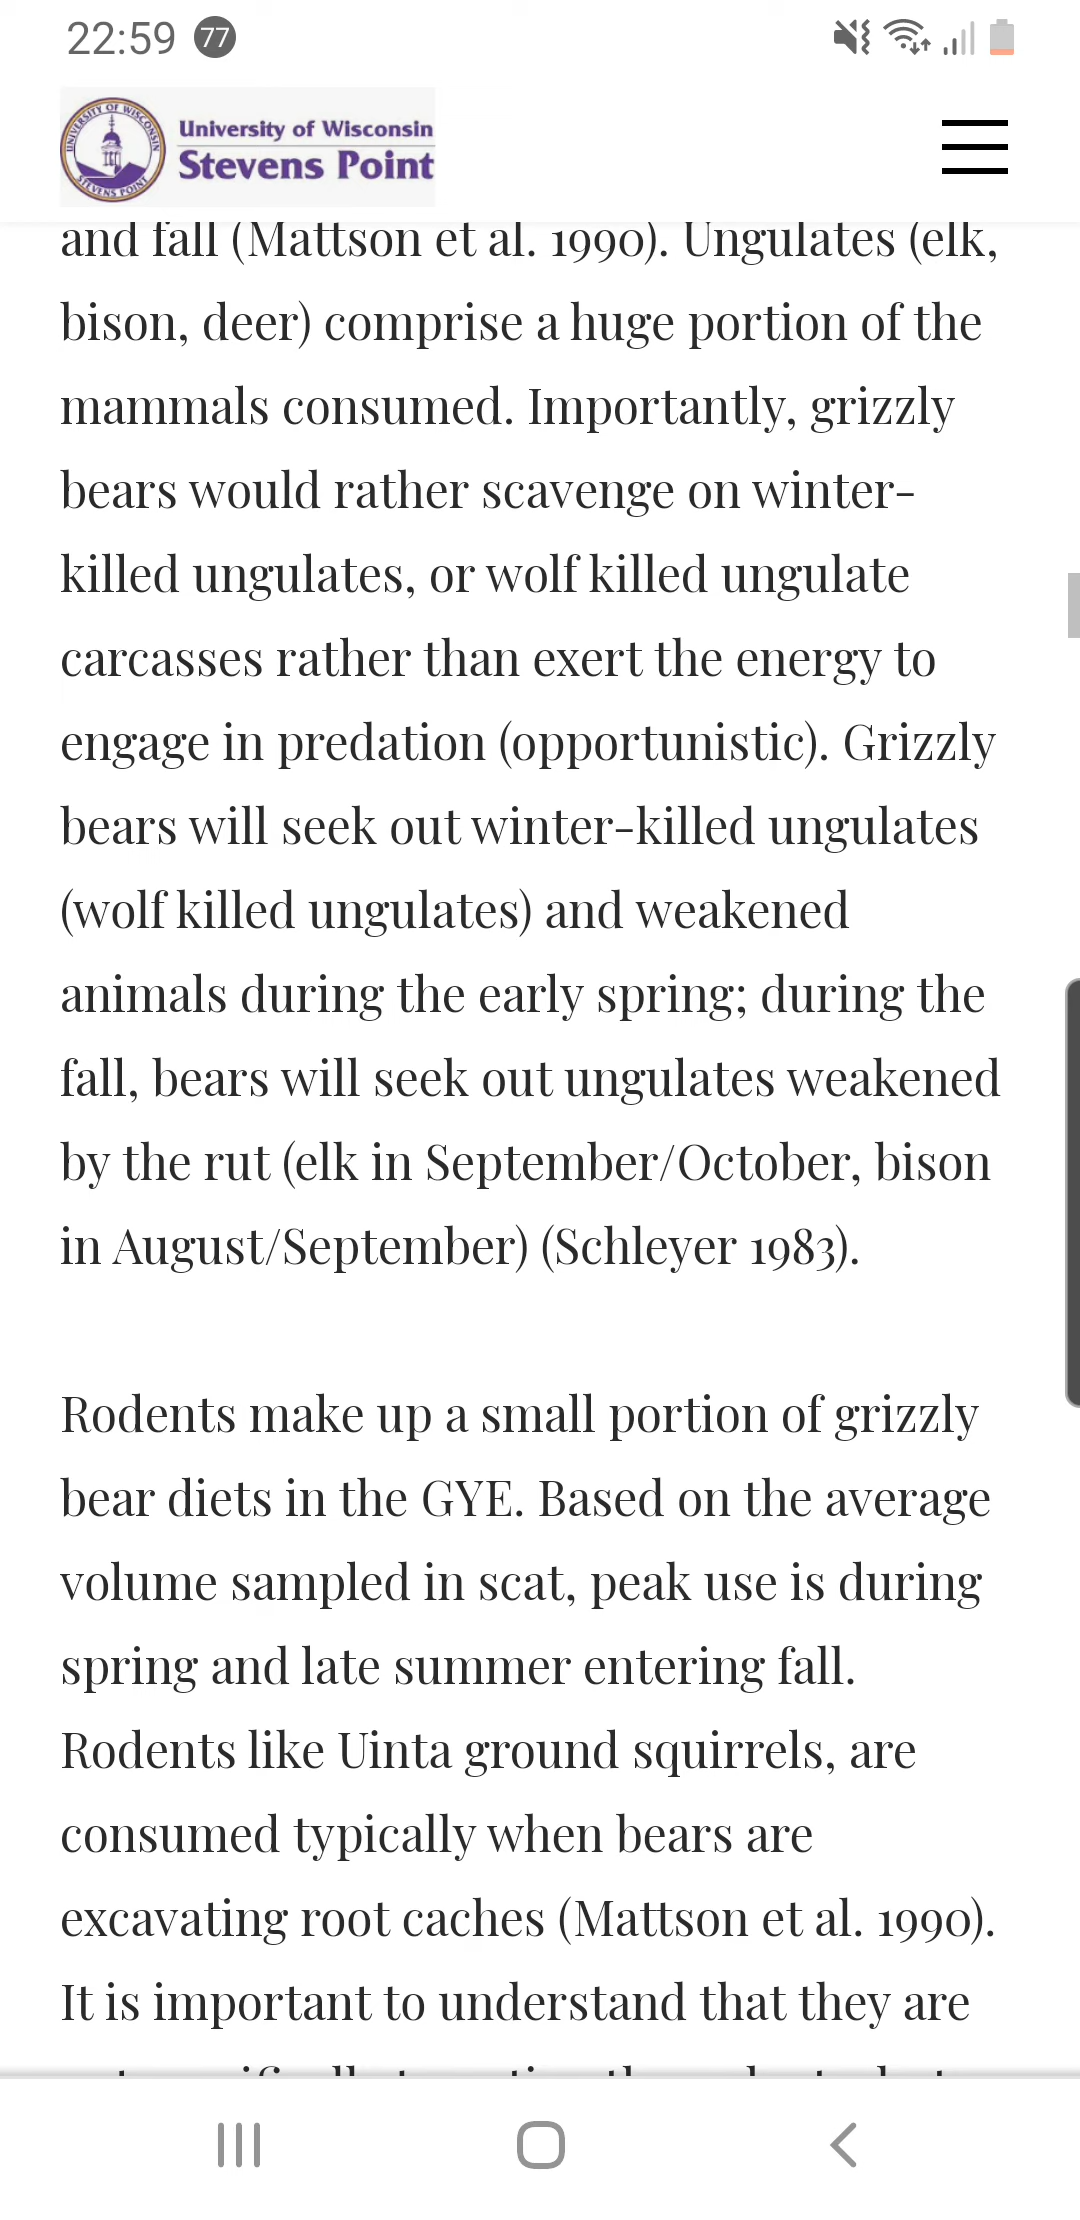 22:59 77
UNIVERSITY OF WISCONSIN
STEVENS POINT
University of Wisconsin
Stevens Point
and fall (Mattson et al. 1990). Ungulates (elk,
bison, deer) comprise a huge portion of the
mammals consumed. Importantly, grizzly
bears would rather scavenge on winter-
killed ungulates, or wolf killed ungulate
carcasses rather than exert the energy to
engage in predation (opportunistic). Grizzly
bears will seek out winter-killed ungulates
(wolf killed ungulates) and weakened
animals during the early spring; during the
fall, bears will seek out ungulates weakened
by the rut (elk in September/October, bison
in August/September) (Schleyer 1983).
Rodents make up a small portion of grizzly
bear diets in the GYE. Based on the average
volume sampled in scat, peak use is during
spring and late summer entering fall.
Rodents like Uinta ground squirrels, are
consumed typically when bears are
excavating root caches (Mattson et al. 1990).
It is important to understand that they are